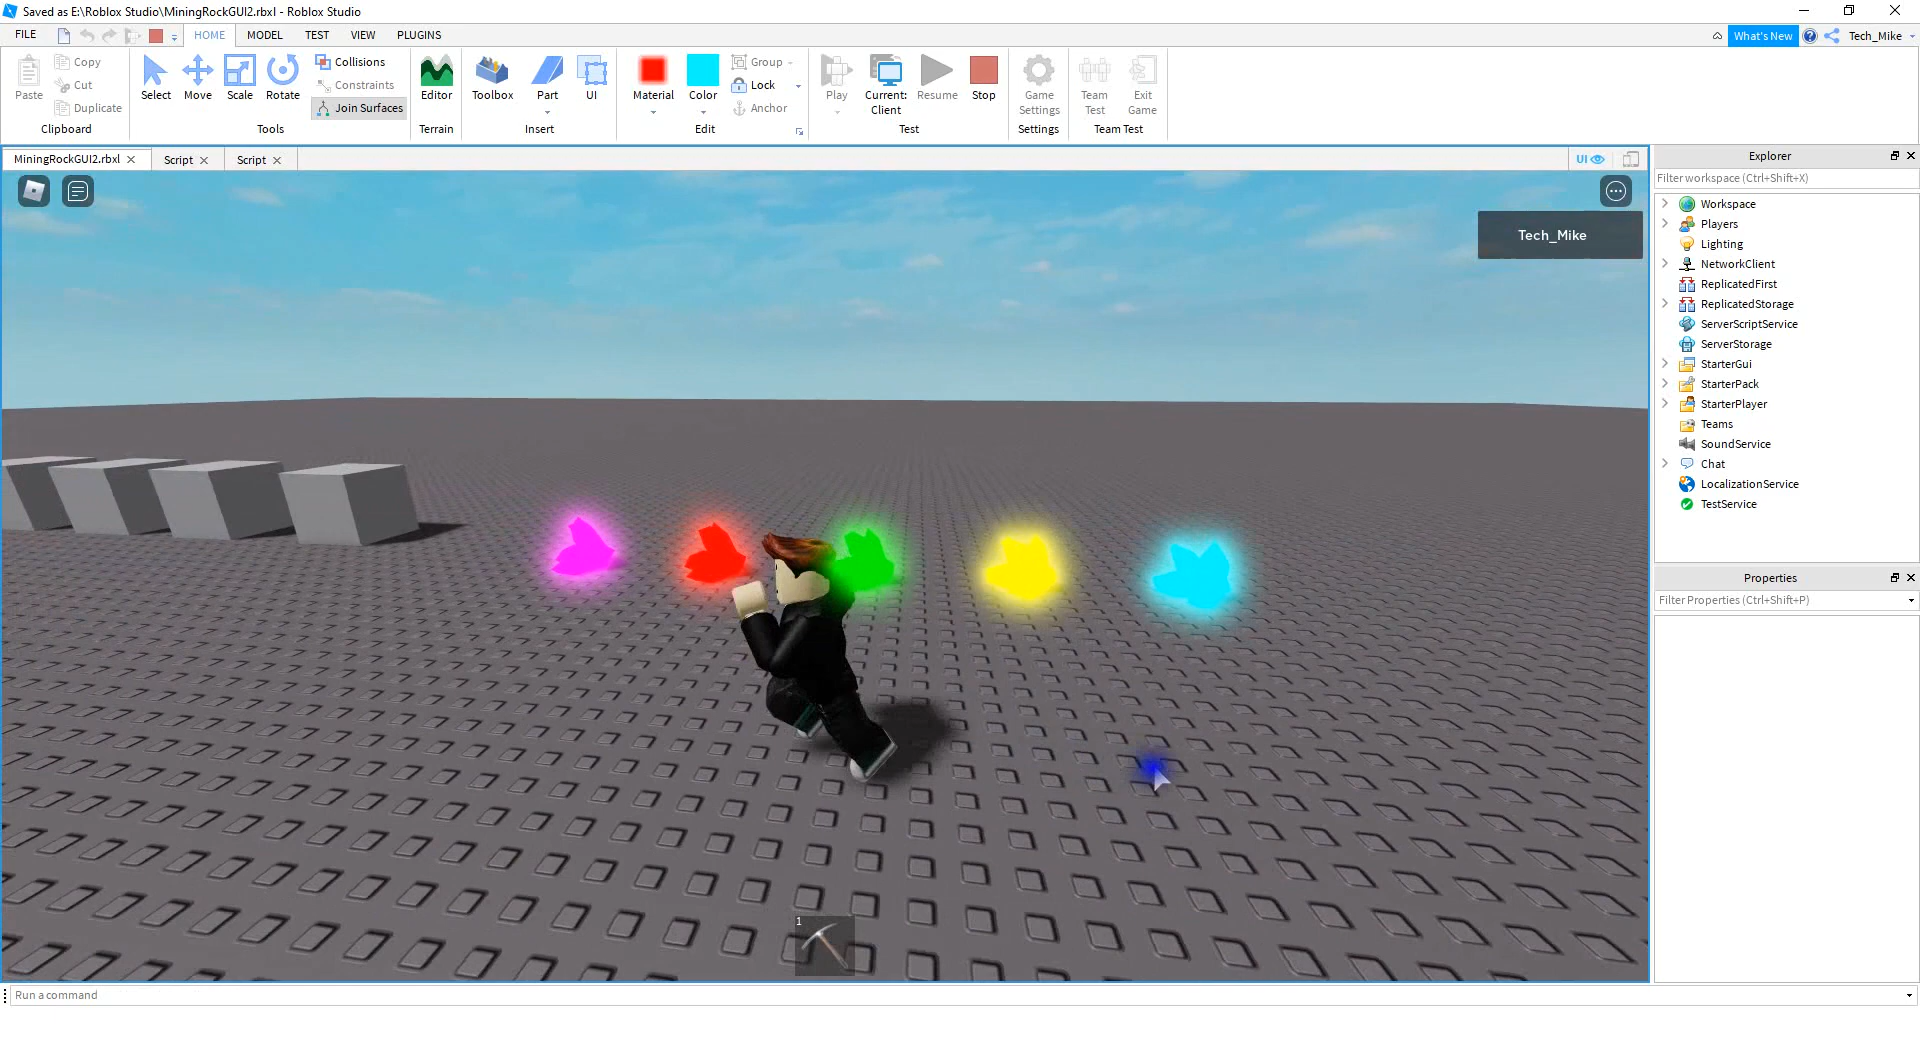 Saved as E:\Roblox Studio\MiningRockGUI2.rbxl - Roblox Studio
FILE HOME MODEL TEST VIEW PLUGINS What's New Tech_Mike
Paste Copy Cut Duplicate
Clipboard
Select Move Scale Rotate Collisions Constraints Join Surfaces
Tools
Editor
Terrain
Toolbox Part UI
Insert
Material Color Group Lock Anchor
Edit
Play Current: Client Resume Stop
Test
Game Settings
Settings
Team Test Exit Game
Team Test
MiningRockGUI2.rbxl Script Script UI
Tech_Mike
1
Explorer
Filter workspace (Ctrl+Shift+X)
Workspace
Players
Lighting
NetworkClient
ReplicatedFirst
ReplicatedStorage
ServerScriptService
ServerStorage
StarterGui
StarterPack
StarterPlayer
Teams
SoundService
Chat
LocalizationService
TestService
Properties
Filter Properties (Ctrl+Shift+P)
Run a command